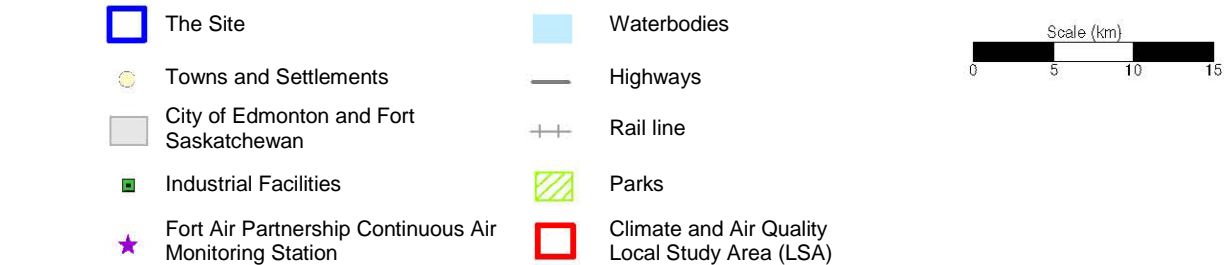 The Site
Towns and Settlements
City of Edmonton and Fort
Saskatchewan
Industrial Facilities
Fort Air Partnership Continuous Air
Monitoring Station
Waterbodies
Highways
Rail line
Parks
Climate and Air Quality
Local Study Area (LSA)
Scale (km)
0 5 10 15